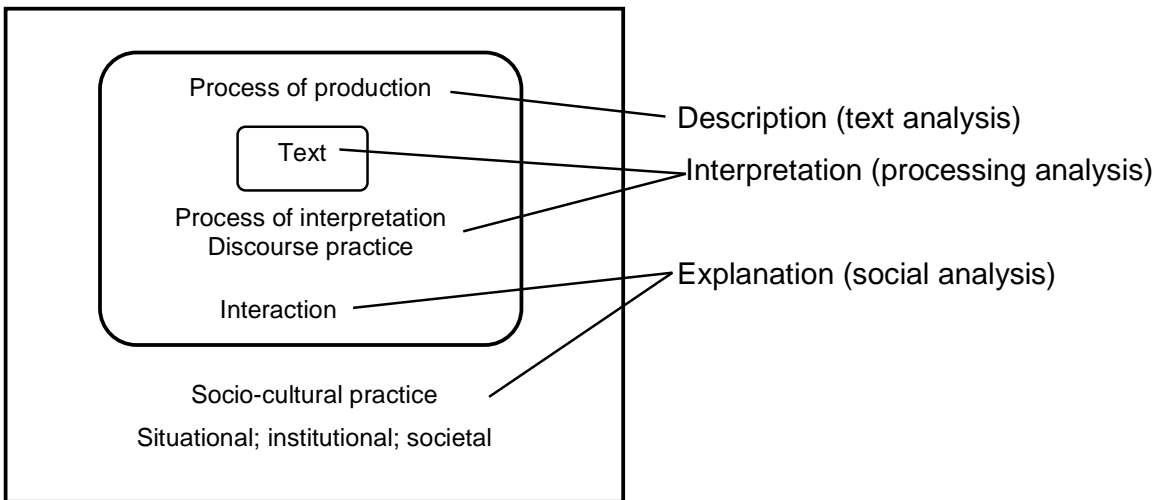 Process of production
Text
Process of interpretation
Discourse practice
Interaction
Socio-cultural practice
Situational; institutional; societal
Description (text analysis)
Interpretation (processing analysis)
Explanation (social analysis)